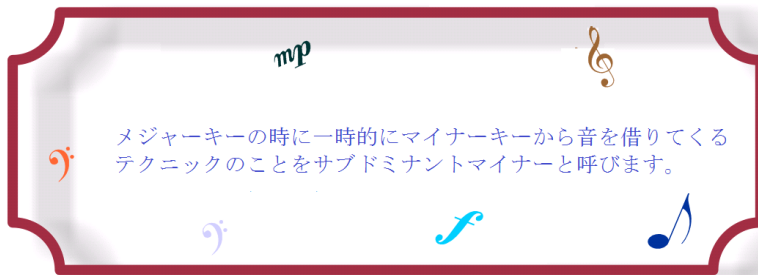 メジャーキーの時に一時的にマイナーキーから音を借りてくる
テクニックのことをサブドミナントマイナーと呼びます。